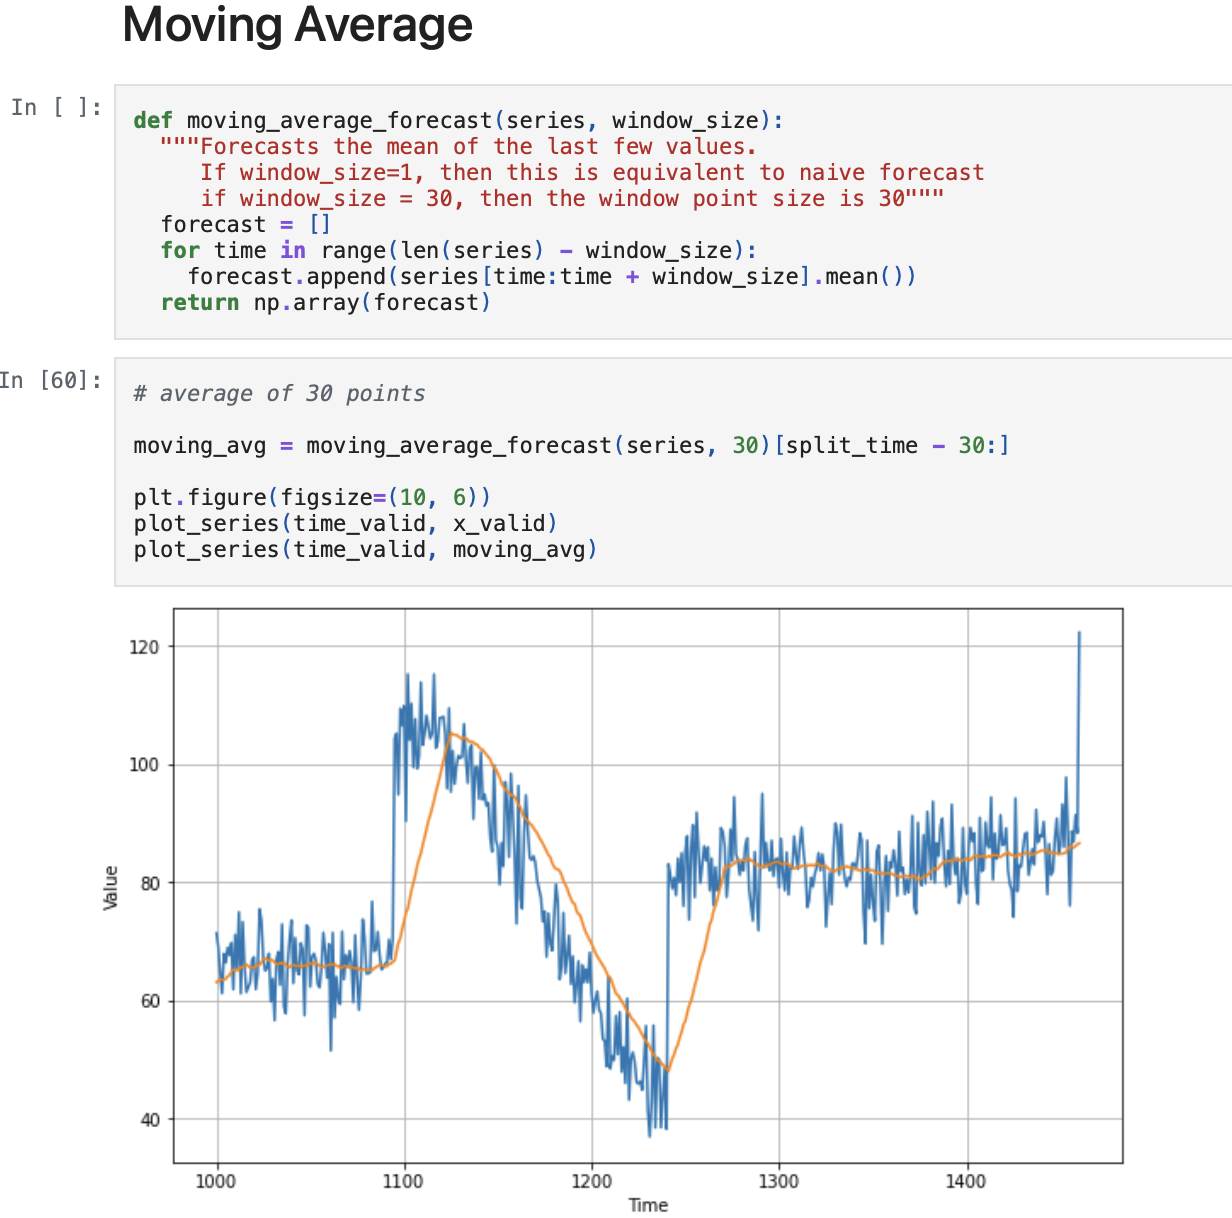 Moving Average
In [ ]:
def moving_average_forecast(series, window_size):
  """Forecasts the mean of the last few values.
     If window_size=1, then this is equivalent to naive forecast
     if window_size = 30, then the window point size is 30"""
  forecast = []
  for time in range(len(series) - window_size):
    forecast.append(series[time:time + window_size].mean())
  return np.array(forecast)
In [60]:
# average of 30 points
moving_avg = moving_average_forecast(series, 30)[split_time - 30:]
plt.figure(figsize=(10, 6))
plot_series(time_valid, x_valid)
plot_series(time_valid, moving_avg)
120
100
80
60
40
Value
1000 1100 1200 1300 1400
Time